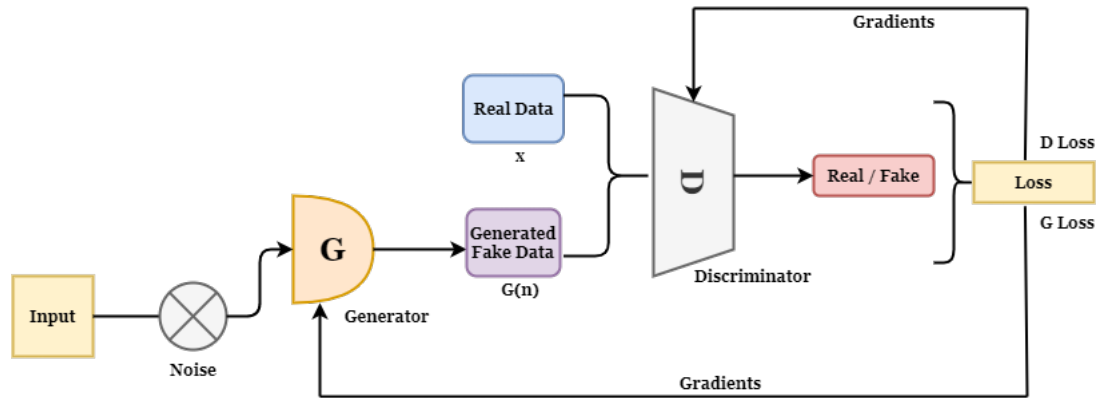 Gradients
Real Data
x
D
Real / Fake
D Loss
Loss
G Loss
G
Generated
Fake Data
G(n)
Discriminator
Input
Noise
Generator
Gradients